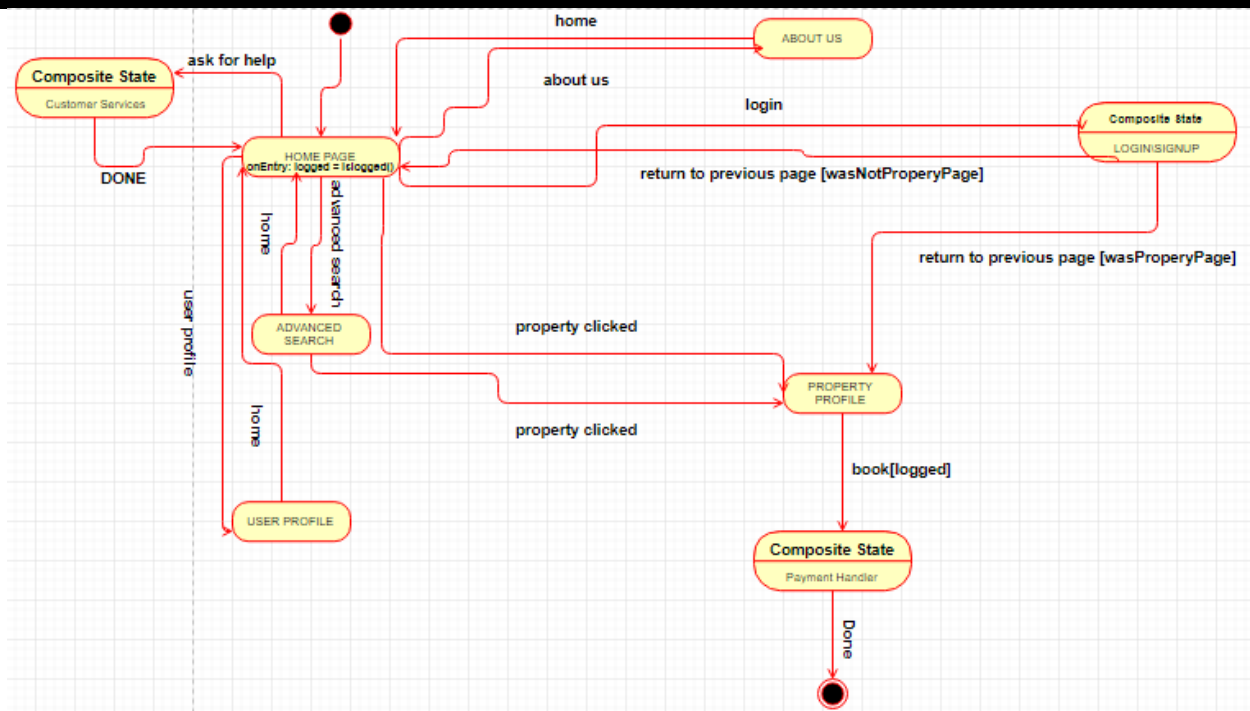 home
ABOUT US
ask for help
Composite State
Customer Services
about us
login
Composite State
LOGIN\SIGNUP
HOME PAGE
onEntry: logged = Islogged()
DONE
return to previous page [wasNotProperyPage]
home
advanced search
return to previous page [wasProperyPage]
user profile
ADVANCED
SEARCH
property clicked
PROPERTY
PROFILE
home
property clicked
book[logged]
USER PROFILE
Composite State
Payment Handler
Done